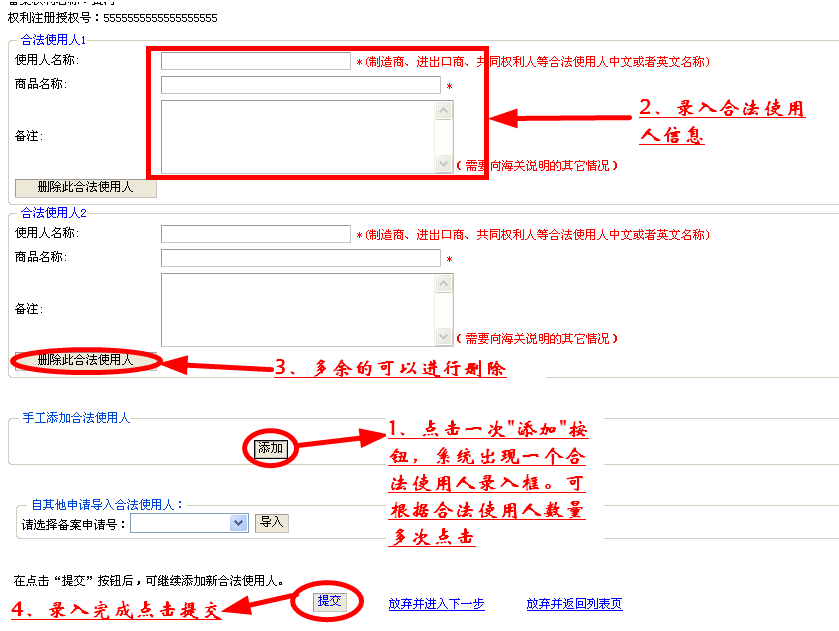 权利注册授权号：5555555555555555555
合法使用人1
使用人名称：
*(制造商、进出口商、共同权利人等合法使用人中文或者英文名称)
商品名称：
*
2、录入合法使用
人信息
备注：
(需要向海关说明的其它情况)
删除此合法使用人
合法使用人2
使用人名称：
*(制造商、进出口商、共同权利人等合法使用人中文或者英文名称)
商品名称：
*
备注：
(需要向海关说明的其它情况)
删除此合法使用人
3、多余的可以进行删除
手工添加合法使用人
添加
1、点击一次"添加"按
钮，系统出现一个合
法使用人录入框。可
根据合法使用人数量
多次点击
自其他申请导入合法使用人：
请选择备案申请号：
导入
在点击“提交”按钮后，可继续添加新合法使用人。
4、录入完成点击提交
提交
放弃并进入下一步
放弃并返回列表页